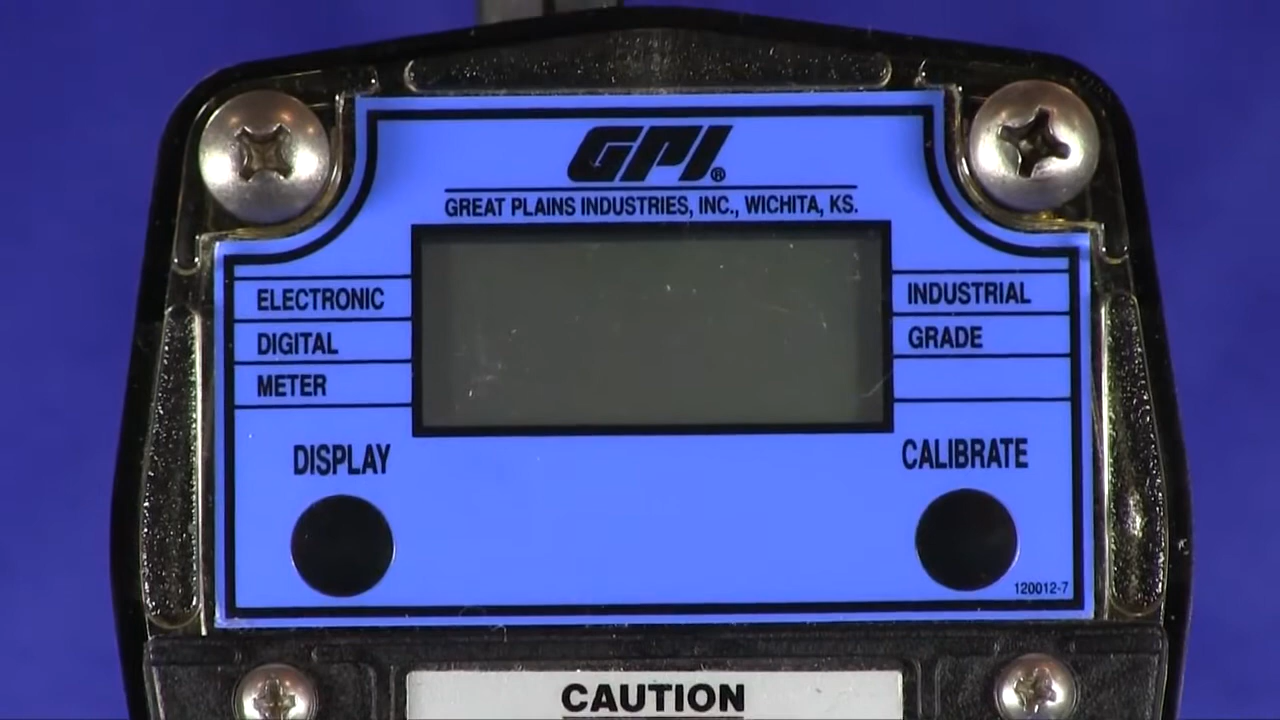 GPI®
GREAT PLAINS INDUSTRIES, INC., WICHITA, KS.
ELECTRONIC
DIGITAL
METER
INDUSTRIAL
GRADE
DISPLAY
CALIBRATE
120012-7
CAUTION